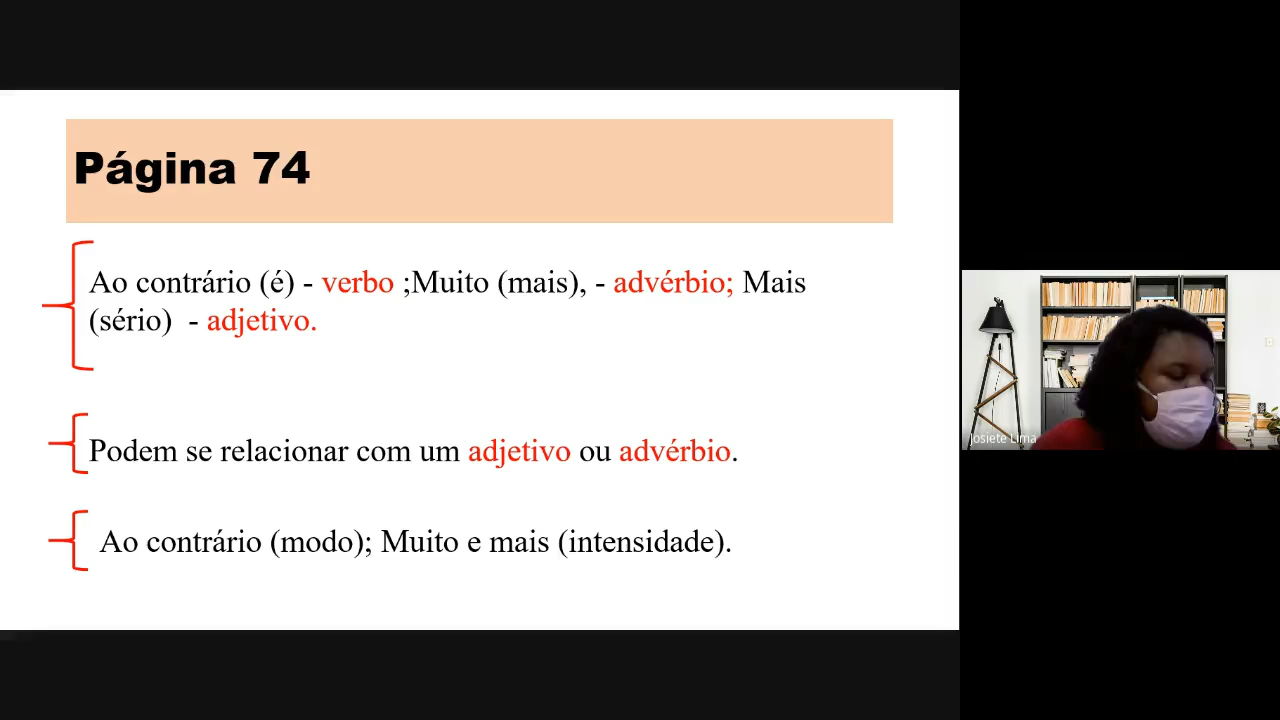 Página 74
Ao contrário (é) - verbo ;Muito (mais), - advérbio; Mais
(sério)  - adjetivo.
Podem se relacionar com um adjetivo ou advérbio.
Ao contrário (modo); Muito e mais (intensidade).
Josiete Lima